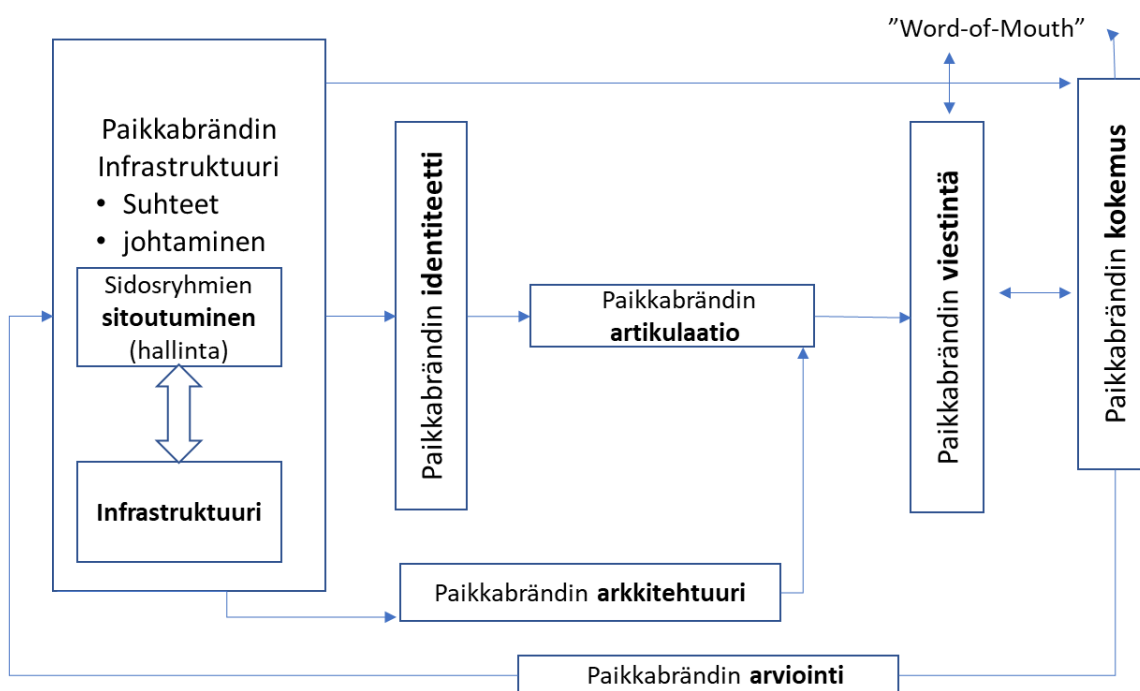 ”Word-of-Mouth”
Paikkabrändin
Infrastruktuuri
• Suhteet
• johtaminen
Sidosryhmien
sitoutuminen
(hallinta)
Infrastruktuuri
Paikkabrändin identiteetti
Paikkabrändin
artikulaatio
Paikkabrändin viestintä
Paikkabrändin kokemus
Paikkabrändin arkkitehtuuri
Paikkabrändin arviointi